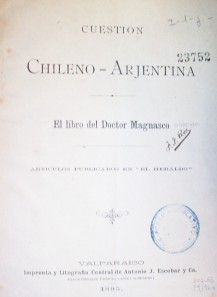 CUESTION
23752
CHILENO-ARJENTINA
El libro del Doctor Magnasco
ARTICULOS PUBLICADOS EN "EL HERALDO"
VALPARAISO
Imprenta y Litografía Central de Antonio J. Escobar y Ca.
1895.